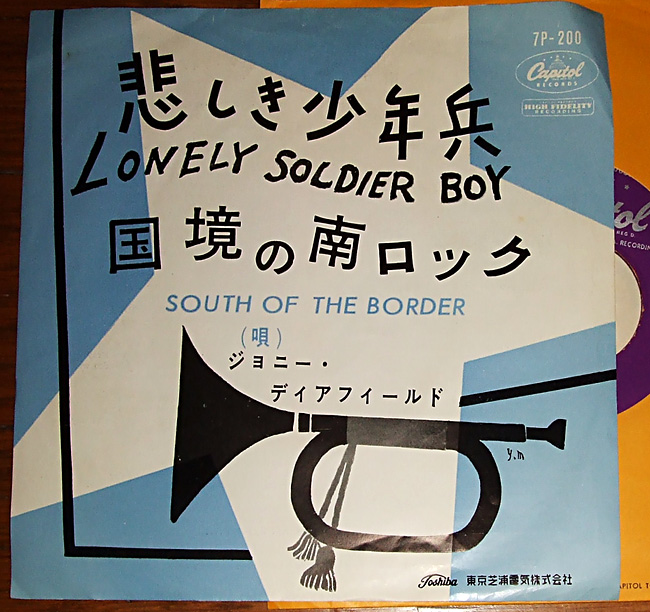 7P-200
Capitol
RECORDS
HIGH FIDELITY
RECORDING
悲しき少年兵
LONELY SOLDIER BOY
国境の南ロック
SOUTH OF THE BORDER
(唄)
ジョニー・
ディアフィールド
y.m
Toshiba 東京芝浦電気株式会社